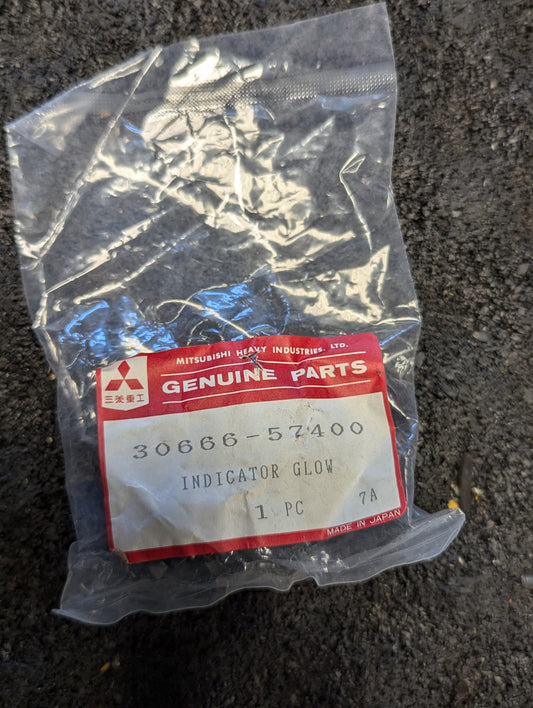 MITSUBISHI HEAVY INDUSTRIES. LTD.
三菱重工
GENUINE PARTS
30666-57400
INDICATOR GLOW
1 PC 7A
MADE IN JAPAN